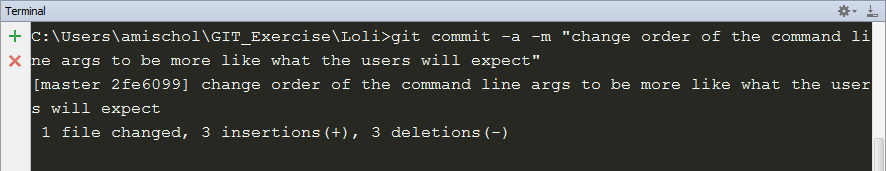 Terminal
C:\Users\amischol\GIT_Exercise\Loli>git commit -a -m "change order of the command li
ne args to be more like what the users will expect"
[master 2fe6099] change order of the command line args to be more like what the user
s will expect
 1 file changed, 3 insertions(+), 3 deletions(-)